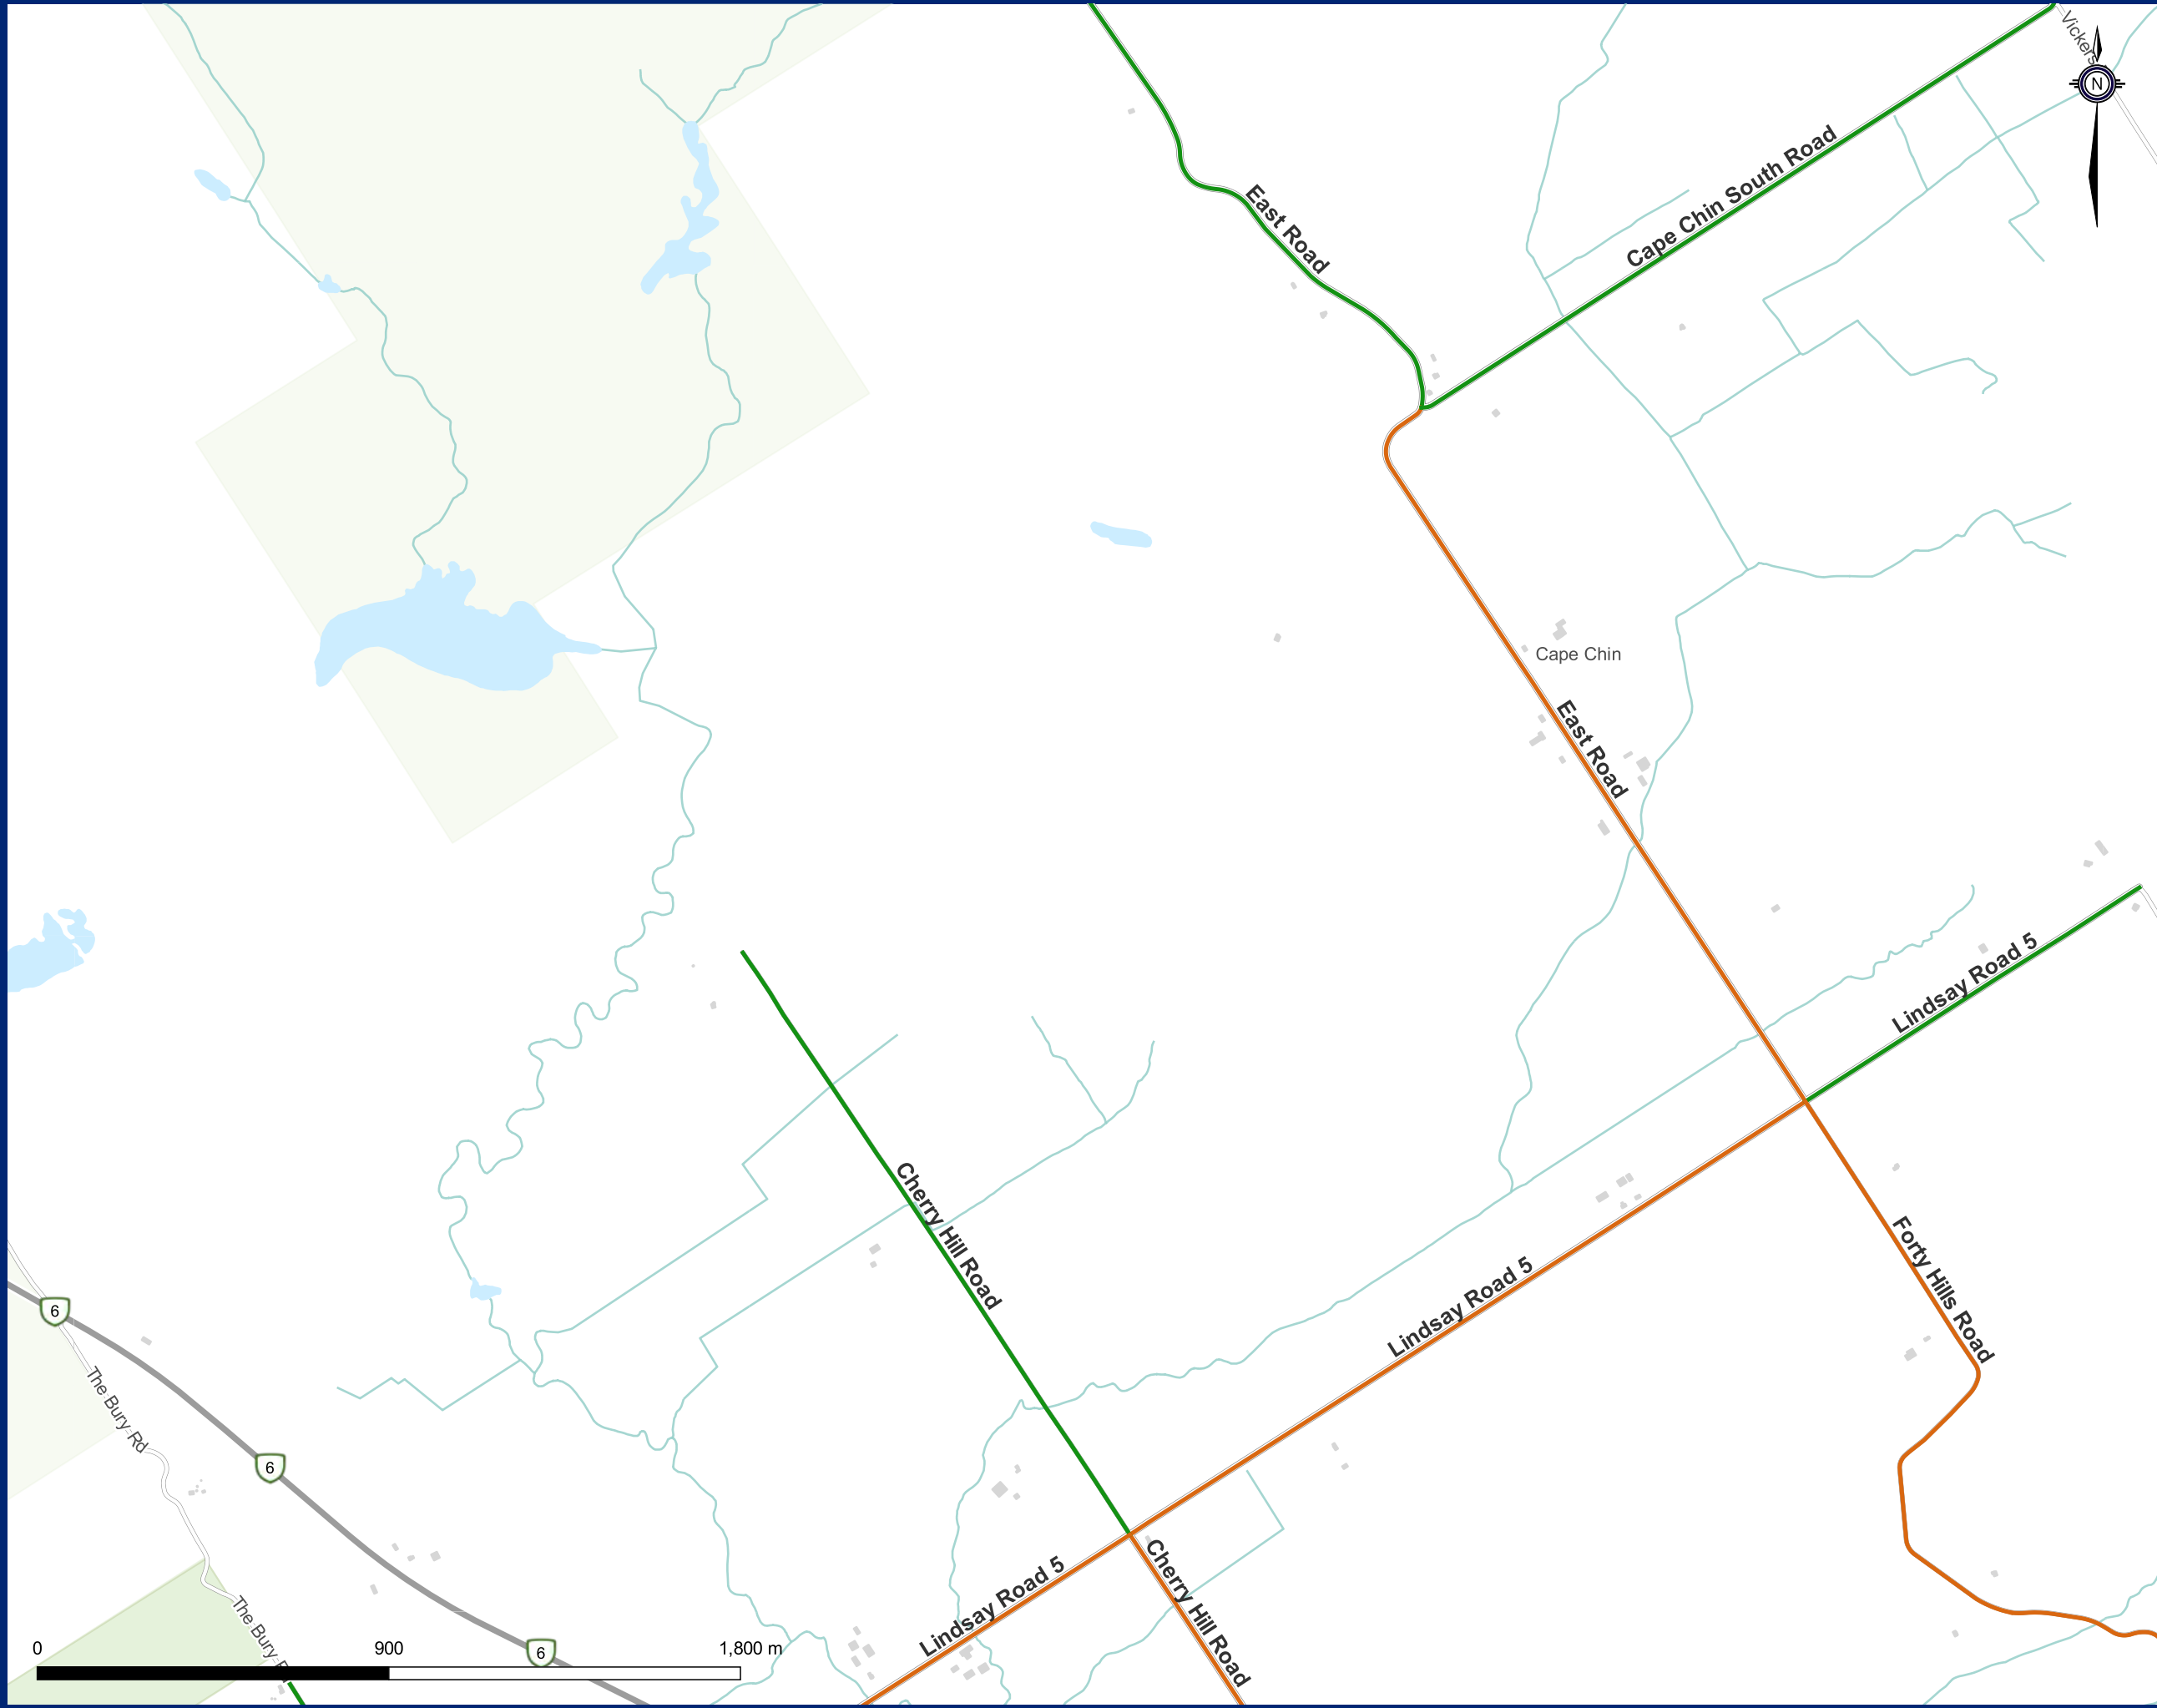 Vickers
N
Cape Chin South Road
East Road
Cape Chin
East Road
Lindsay Road 5
Cherry Hill Road
Forty Hills Road
Lindsay Road 5
6
The Bury Rd
6
Cherry Hill Road
Lindsay Road 5
The Bury
6
0 900 1,800 m